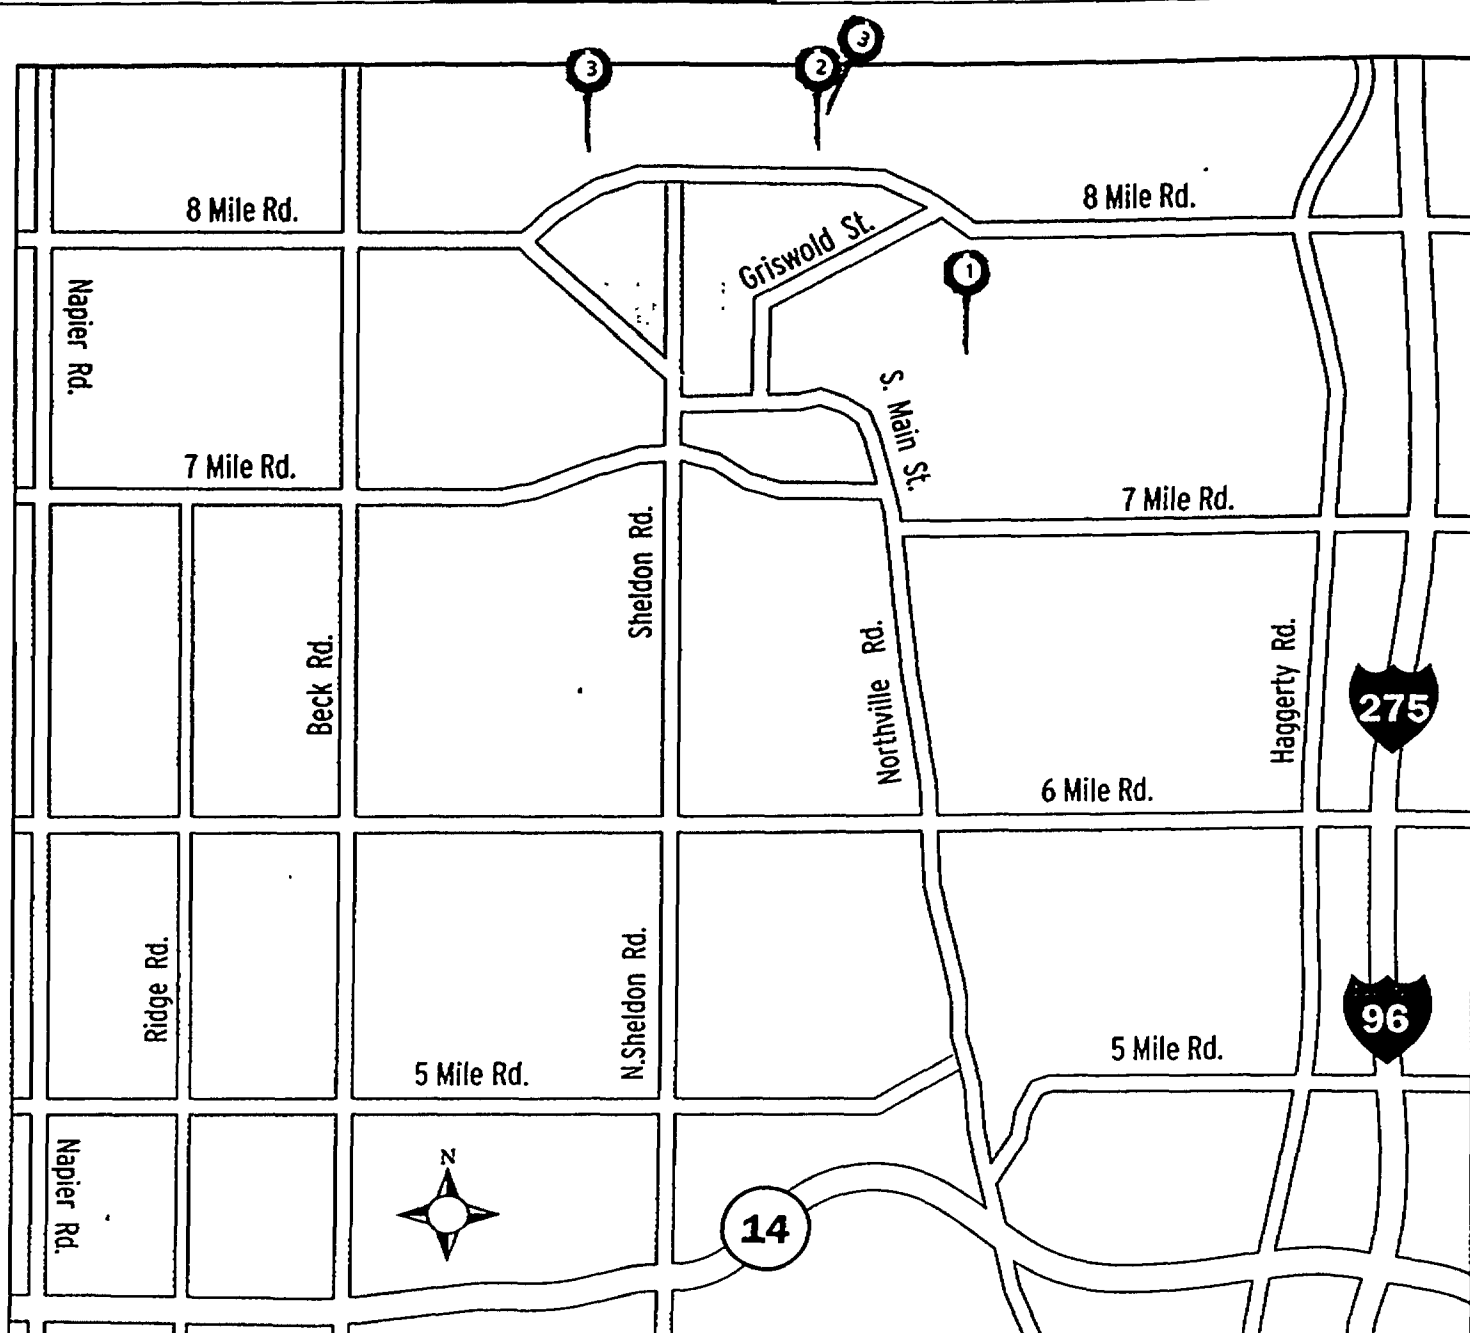 3
3
2
8 Mile Rd.
8 Mile Rd.
Griswold St.
1
Napier Rd.
S. Main St.
7 Mile Rd.
7 Mile Rd.
Sheldon Rd.
Beck Rd.
Northville Rd.
Haggerty Rd.
275
6 Mile Rd.
Ridge Rd.
N.Sheldon Rd.
96
5 Mile Rd.
5 Mile Rd.
Napier Rd.
N
14